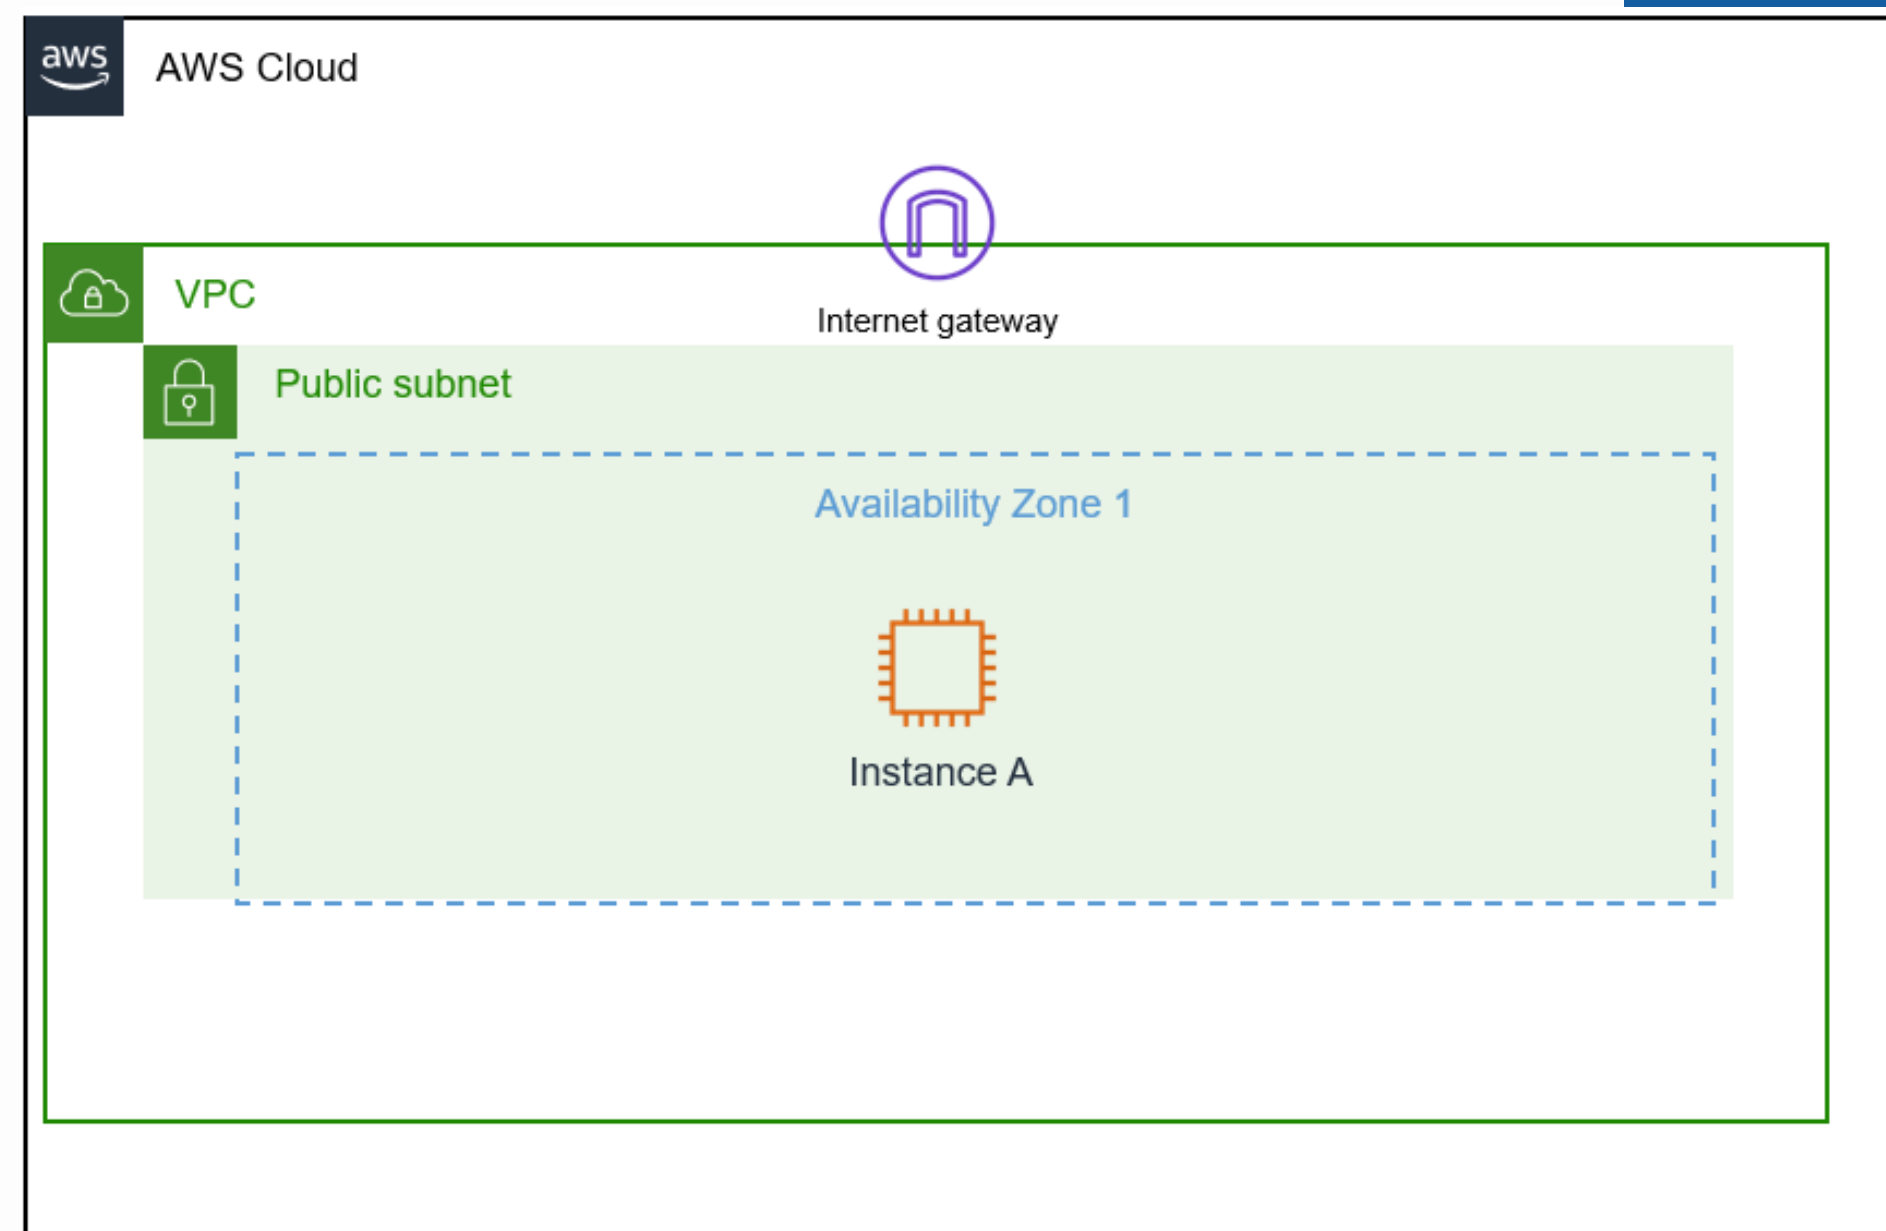 aws
AWS Cloud
Internet gateway
VPC
Public subnet
Availability Zone 1
Instance A